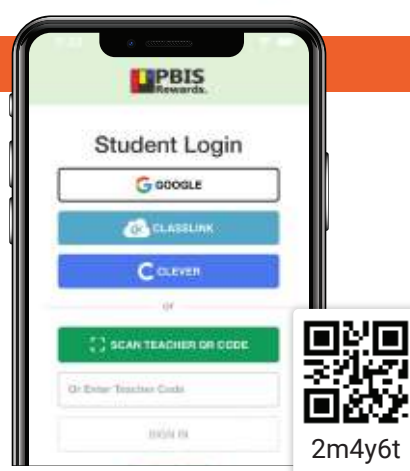 PBIS
Rewards.
Student Login
GOOGLE
CLASSLINK
CLEVER
or
SCAN TEACHER QR CODE
Or Enter Teacher Code
SIGN IN
2m4y6t